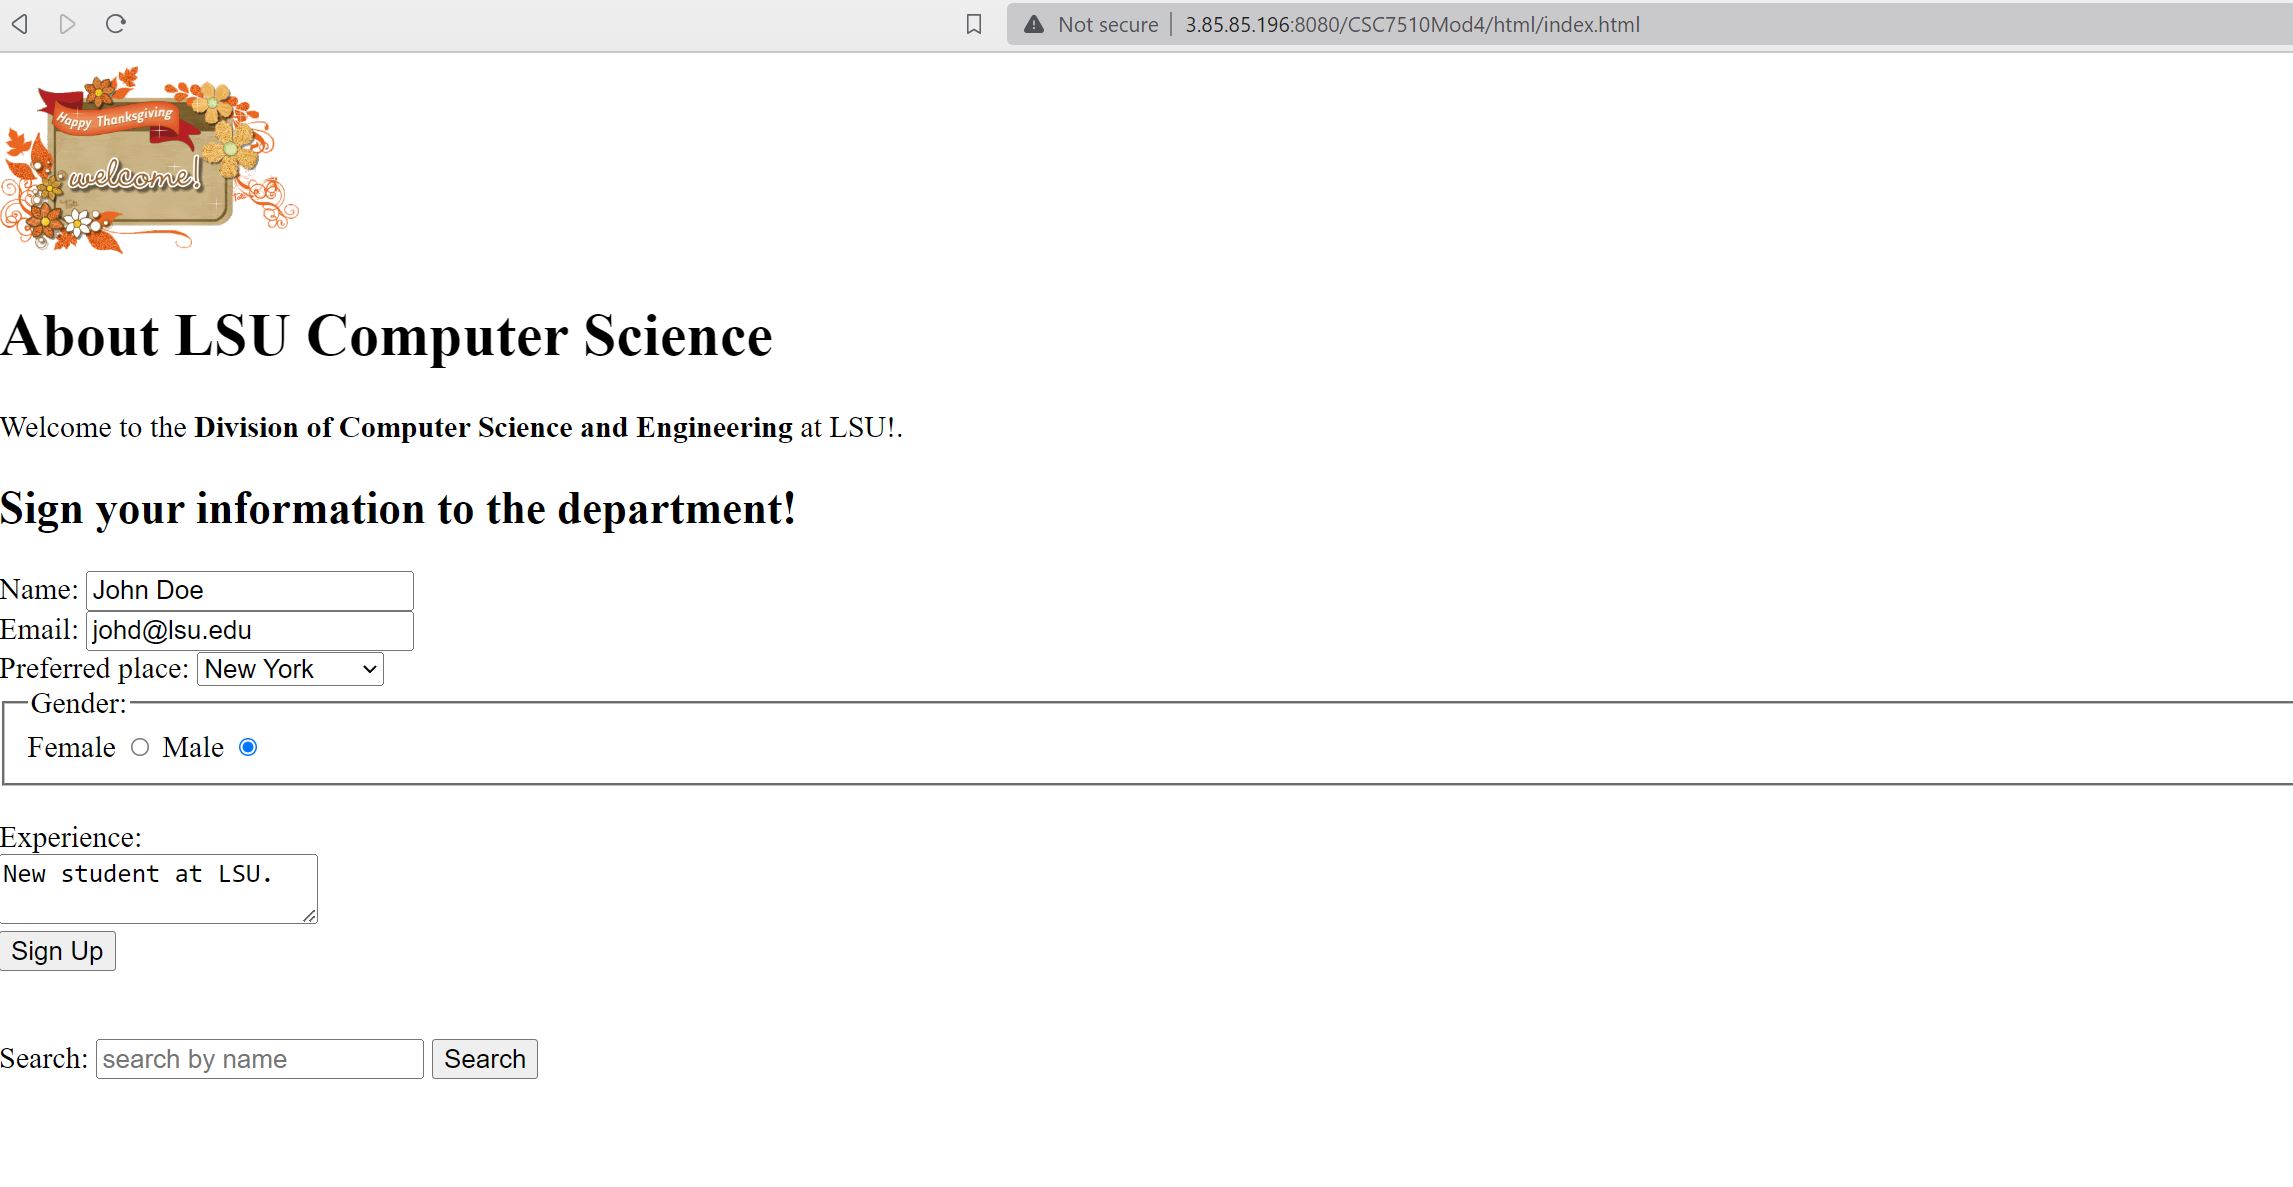 Not secure 3.85.85.196:8080/CSC7510Mod4/html/index.html
Happy Thanksgiving
welcome!
About LSU Computer Science
Welcome to the Division of Computer Science and Engineering at LSU!.
Sign your information to the department!
Name: John Doe
Email: johd@lsu.edu
Preferred place: New York
Gender:
Female Male
Experience:
New student at LSU.
Sign Up
Search: search by name Search